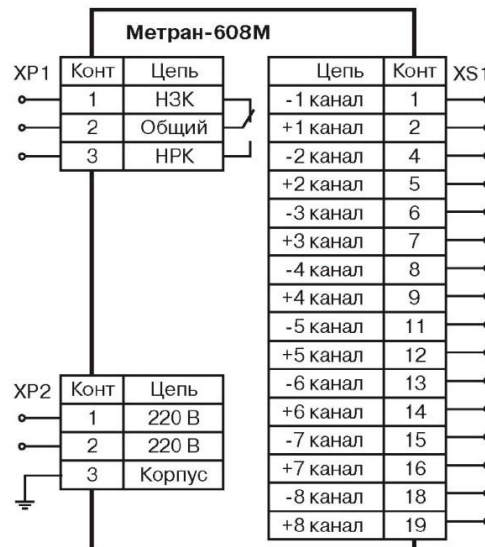 Метран-608М
XP1
Конт Цепь
1 НЗК
2 Общий
3 НРК
XP2
Конт Цепь
1 220 В
2 220 В
3 Корпус
Цепь Конт XS1
-1 канал 1
+1 канал 2
-2 канал 4
+2 канал 5
-3 канал 6
+3 канал 7
-4 канал 8
+4 канал 9
-5 канал 11
+5 канал 12
-6 канал 13
+6 канал 14
-7 канал 15
+7 канал 16
-8 канал 18
+8 канал 19